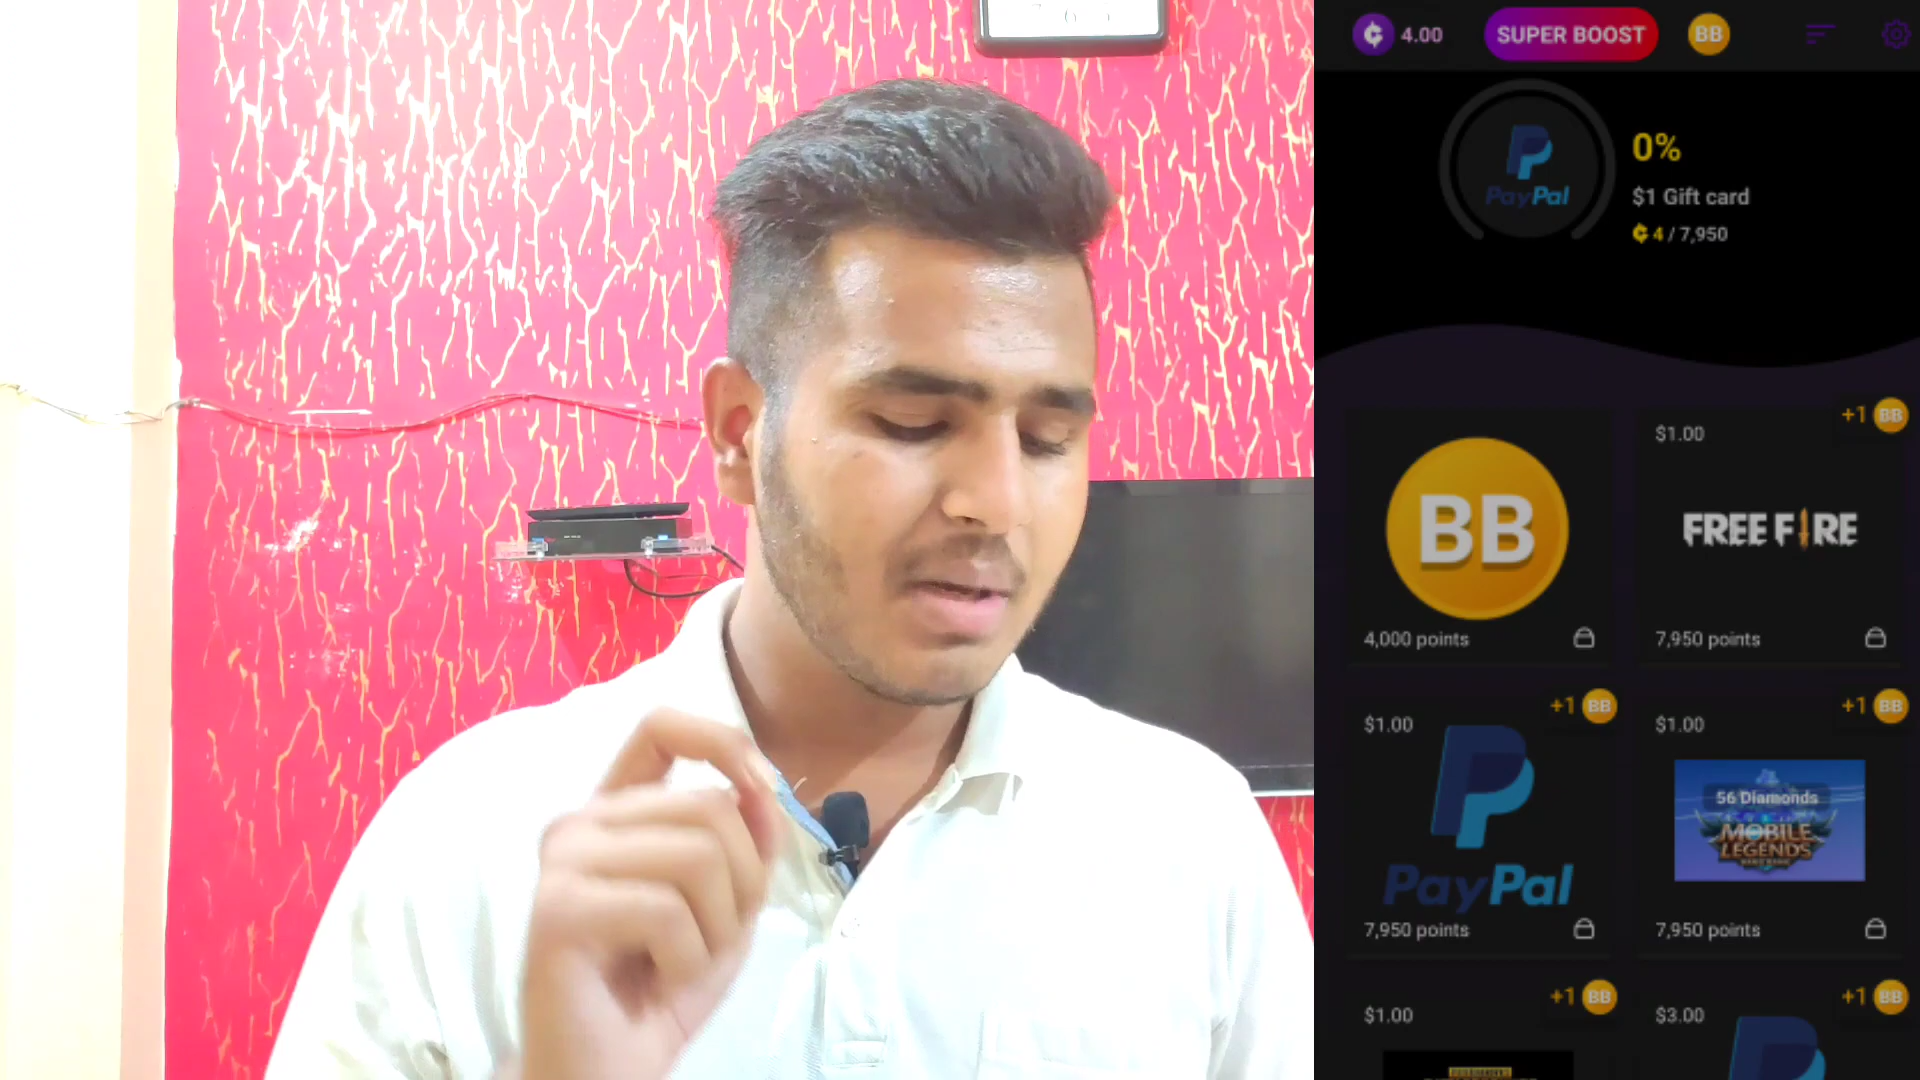 4.00
SUPER BOOST
BB
PayPal
0%
$1 Gift card
4 / 7,950
BB
4,000 points
+1 BB
$1.00
FREE FIRE
7,950 points
+1 BB
$1.00
PayPal
7,950 points
+1 BB
$1.00
56 Diamonds
MOBILE
LEGENDS
7,950 points
+1 BB
$1.00
+1 BB
$3.00